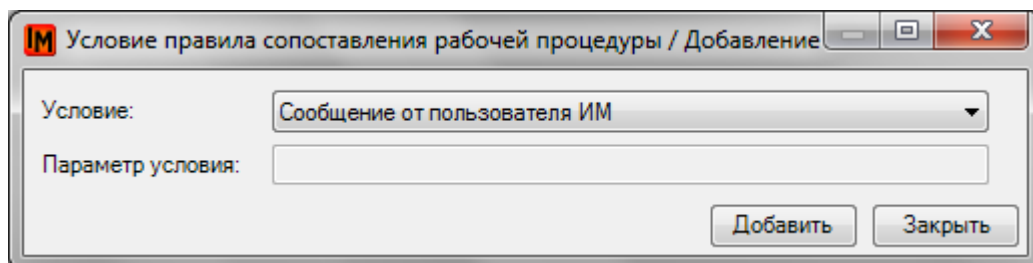 IM Условие правила сопоставления рабочей процедуры / Добавление
Условие: Сообщение от пользователя ИМ
Параметр условия:
Добавить Закрыть